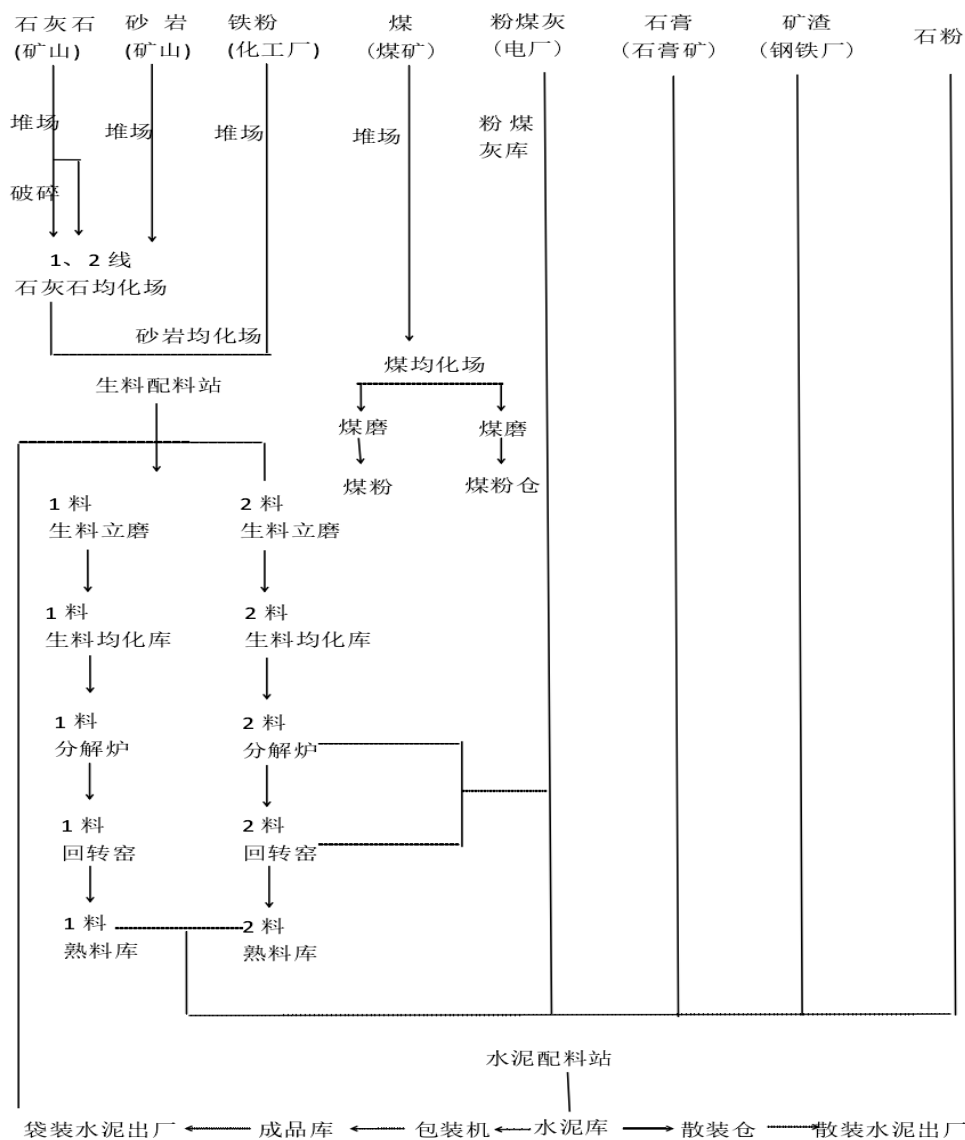 石灰石
(矿山)
砂 岩
(矿山)
铁粉
(化工厂)
煤
（煤矿）
粉煤灰
（电厂）
石膏
（石膏矿）
矿渣
（钢铁厂）
石粉
堆场
堆场
堆场
堆场
粉煤
灰库
破碎
1、2 线
石灰石均化场
砂岩均化场
煤均化场
生料配料站
煤磨
煤磨
煤粉
煤粉仓
1 料
生料立磨
2 料
生料立磨
1 料
生料均化库
2 料
生料均化库
1 料
分解炉
2 料
分解炉
1 料
回转窑
2 料
回转窑
1 料
熟料库
2 料
熟料库
水泥配料站
袋装水泥出厂
成品库
包装机
水泥库
散装仓
散装水泥出厂